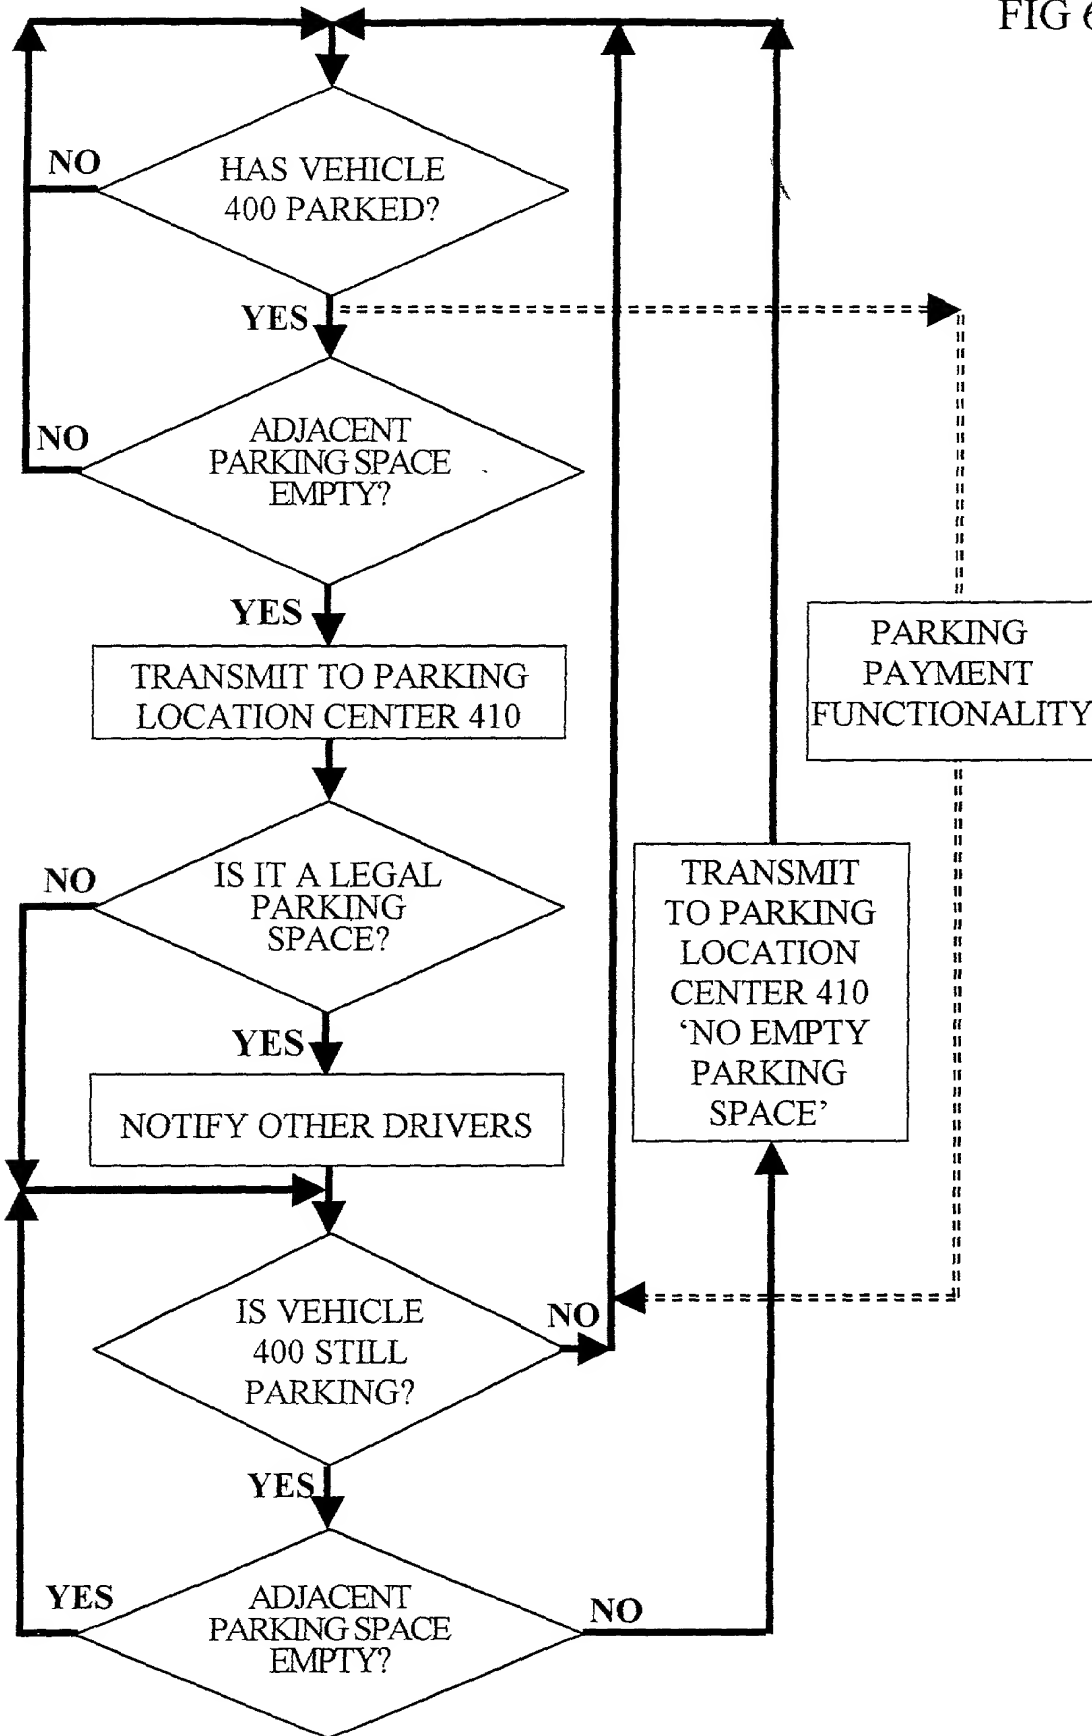 FIG 6
NO
HAS VEHICLE
400 PARKED?
YES
NO
ADJACENT
PARKING SPACE
EMPTY?
YES
TRANSMIT TO PARKING
LOCATION CENTER 410
PARKING
PAYMENT
FUNCTIONALITY
NO
IS IT A LEGAL
PARKING
SPACE?
YES
TRANSMIT
TO PARKING
LOCATION
CENTER 410
‘NO EMPTY
PARKING
SPACE’
NOTIFY OTHER DRIVERS
IS VEHICLE
400 STILL
PARKING?
NO
YES
YES
ADJACENT
PARKING SPACE
EMPTY?
NO